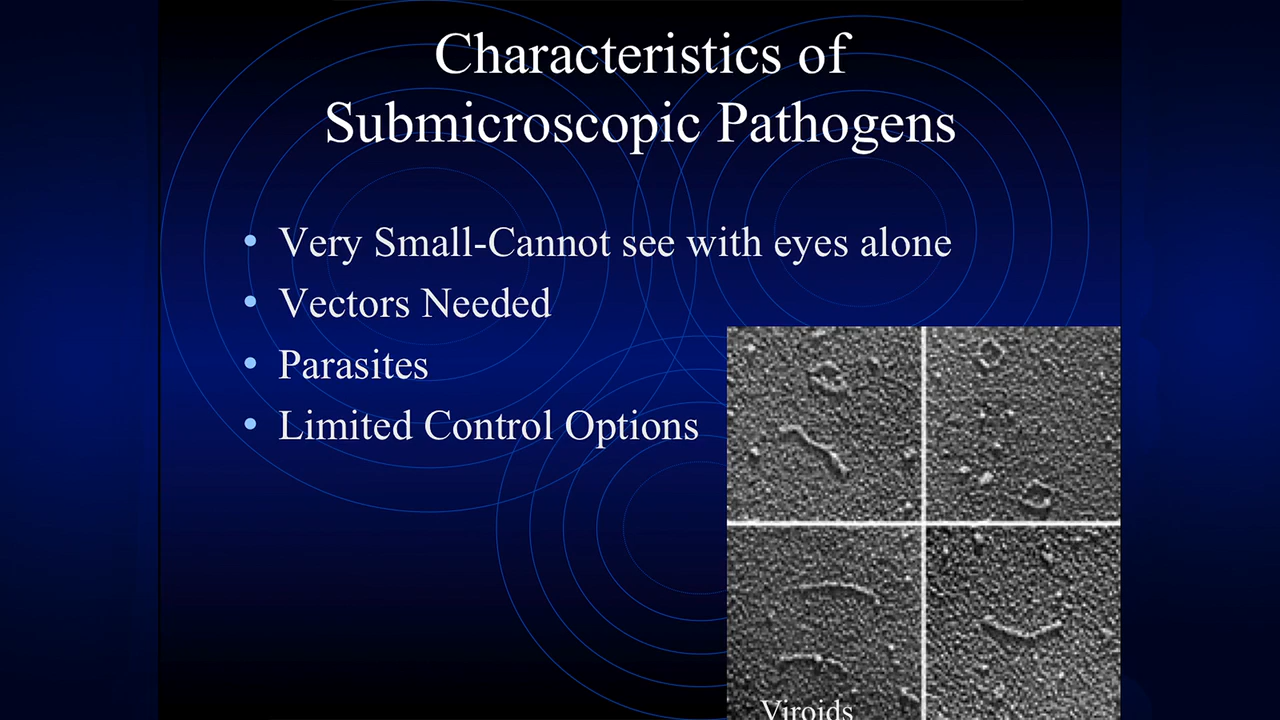 Characteristics of
Submicroscopic Pathogens
• Very Small-Cannot see with eyes alone
• Vectors Needed
• Parasites
• Limited Control Options
Viroids